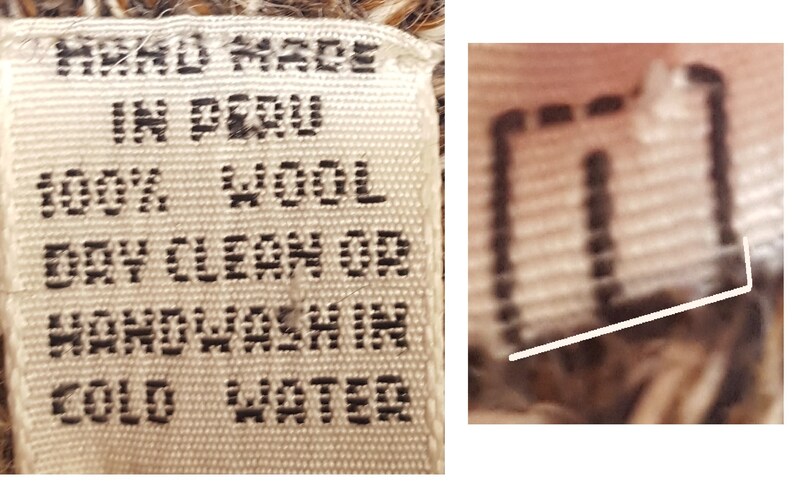 HAND MADE
IN PERU
100% WOOL
DRY CLEAN OR
HANDWASH IN
COLD WATER